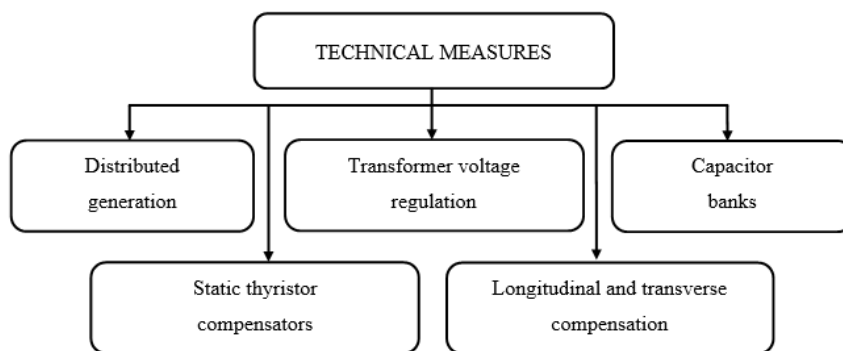 TECHNICAL MEASURES
Distributed
generation
Transformer voltage
regulation
Capacitor
banks
Static thyristor
compensators
Longitudinal and transverse
compensation